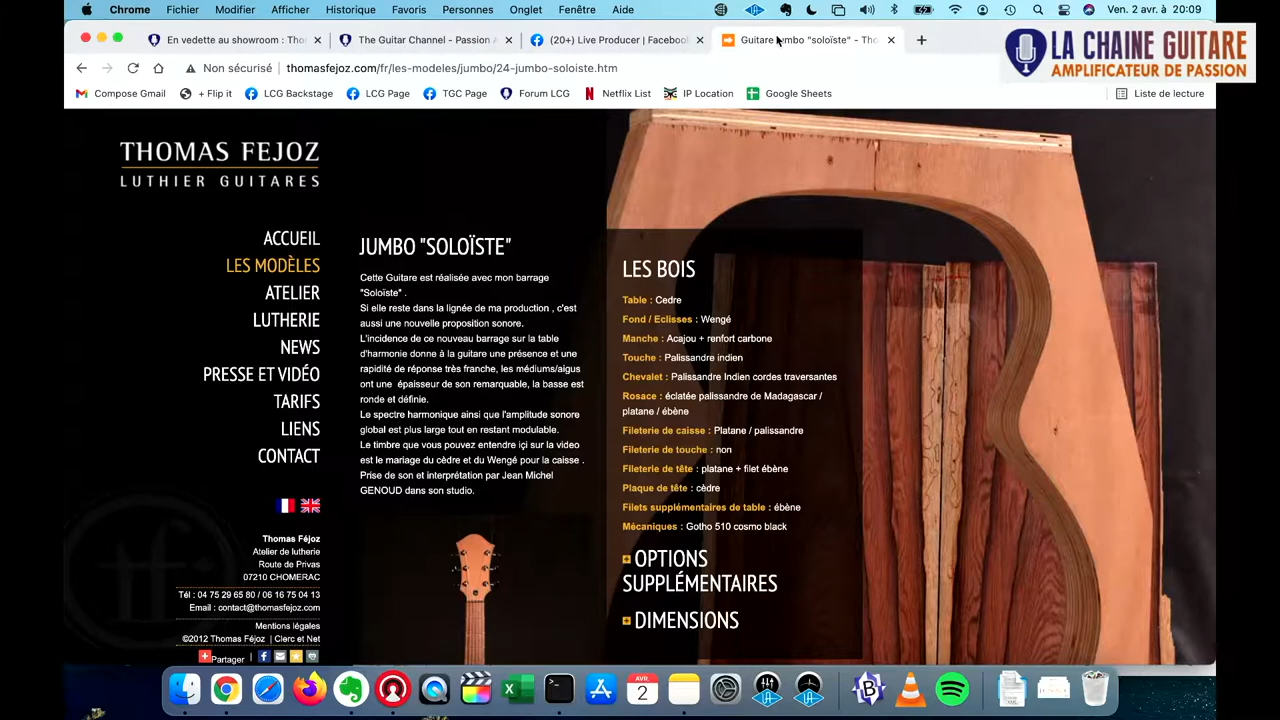 Chrome Fichier Modifier Afficher Historique Favoris Personnes Onglet Fenêtre Aide Ven. 2 avr. à 20:09
En vedette au showroom : Thom
The Guitar Channel - Passion A
(20+) Live Producer | Facebook
Guitare Jumbo "soloïste" - Tho
LA CHAINE GUITARE
AMPLIFICATEUR DE PASSION
Non sécurisé thomasfejoz.com/fr/les-modeles/jumbo/24-jumbo-soloiste.htm
Compose Gmail + Flip it LCG Backstage LCG Page TGC Page Forum LCG Netflix List IP Location Google Sheets Liste de lecture
THOMAS FEJOZ
LUTHIER GUITARES
ACCUEIL
LES MODÈLES
ATELIER
LUTHERIE
NEWS
PRESSE ET VIDÉO
TARIFS
LIENS
CONTACT
Thomas Féjoz
Atelier de lutherie
Route de Privas
07210 CHOMERAC
Tél : 04 75 29 65 80 / 06 16 75 04 13
Email : contact@thomasfejoz.com
Mentions légales
©2012 Thomas Féjoz | Clerc et Net
Partager |
JUMBO "SOLOÏSTE"
Cette Guitare est réalisée avec mon barrage
"Soloïste" .
Si elle reste dans la lignée de ma production , c'est
aussi une nouvelle proposition sonore.
L'incidence de ce nouveau barrage sur la table
d'harmonie donne à la guitare une présence et une
rapidité de réponse très franche, les médiums/aigus
ont une épaisseur de son remarquable, la basse est
ronde et définie.
Le spectre harmonique ainsi que l'amplitude sonore
global est plus large tout en restant modulable.
Le timbre que vous pouvez entendre içi sur la video
est le mariage du cèdre et du Wengé pour la caisse .
Prise de son et interprétation par Jean Michel
GENOUD dans son studio.
LES BOIS
Table : Cedre
Fond / Eclisses : Wengé
Manche : Acajou + renfort carbone
Touche : Palissandre indien
Chevalet : Palissandre Indien cordes traversantes
Rosace : éclatée palissandre de Madagascar /
platane / ébène
Fileterie de caisse : Platane / palissandre
Fileterie de touche : non
Fileterie de tête : platane + filet ébène
Plaque de tête : cèdre
Filets supplémentaires de table : ébène
Mécaniques : Gotho 510 cosmo black
OPTIONS
SUPPLÉMENTAIRES
DIMENSIONS
AVR.
2